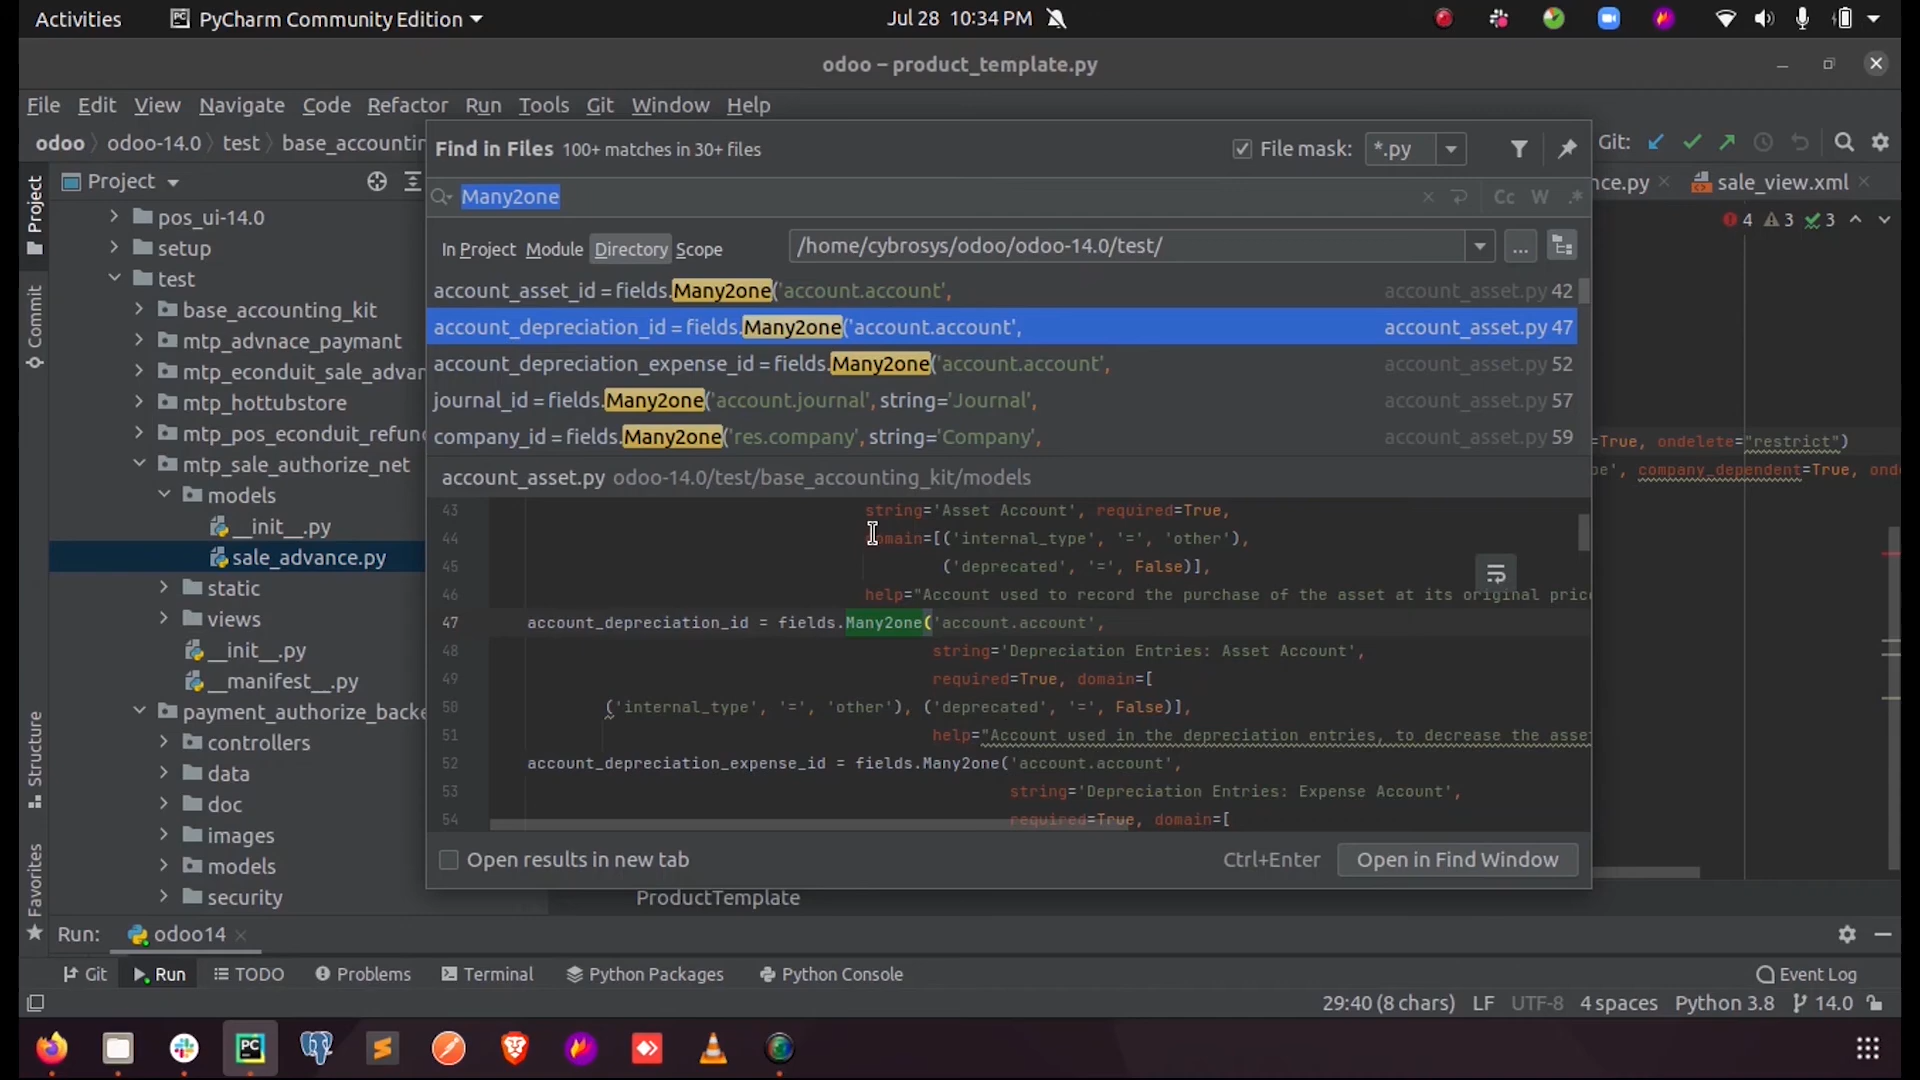 Activities
PyCharm Community Edition
Jul 28 10:34 PM
odoo – product_template.py
File Edit View Navigate Code Refactor Run Tools Git Window Help
odoo odoo-14.0 test base_accounting
Git:
Find in Files 100+ matches in 30+ files
File mask: *.py
Project
nce.py
sale_view.xml
Many2one
Cc W .*
4 3 3
In Project Module Directory Scope
/home/cybrosys/odoo/odoo-14.0/test/
...
account_asset_id = fields.Many2one('account.account', account_asset.py 42
account_depreciation_id = fields.Many2one('account.account', account_asset.py 47
account_depreciation_expense_id = fields.Many2one('account.account', account_asset.py 52
journal_id = fields.Many2one('account.journal', string='Journal', account_asset.py 57
company_id = fields.Many2one('res.company', string='Company', account_asset.py 59
=True, ondelete="restrict")
e', company_dependent=True, ond
account_asset.py odoo-14.0/test/base_accounting_kit/models
43 string='Asset Account', required=True,
44 domain=[('internal_type', '=', 'other'),
45 ('deprecated', '=', False)],
46 help="Account used to record the purchase of the asset at its original price
47 account_depreciation_id = fields.Many2one('account.account',
48 string='Depreciation Entries: Asset Account',
49 required=True, domain=[
50 ('internal_type', '=', 'other'), ('deprecated', '=', False)],
51 help="Account used in the depreciation entries, to decrease the asse
52 account_depreciation_expense_id = fields.Many2one('account.account',
53 string='Depreciation Entries: Expense Account',
54 required=True, domain=[
Open results in new tab
Ctrl+Enter
Open in Find Window
ProductTemplate
Project
Commit
Structure
Favorites
pos_ui-14.0
setup
test
base_accounting_kit
mtp_advnace_paymant
mtp_econduit_sale_advan
mtp_hottubstore
mtp_pos_econduit_refund
mtp_sale_authorize_net
models
__init__.py
sale_advance.py
static
views
__init__.py
__manifest__.py
payment_authorize_backe
controllers
data
doc
images
models
security
Run: odoo14
Git Run TODO Problems Terminal Python Packages Python Console
Event Log
29:40 (8 chars) LF UTF-8 4 spaces Python 3.8 14.0
PC